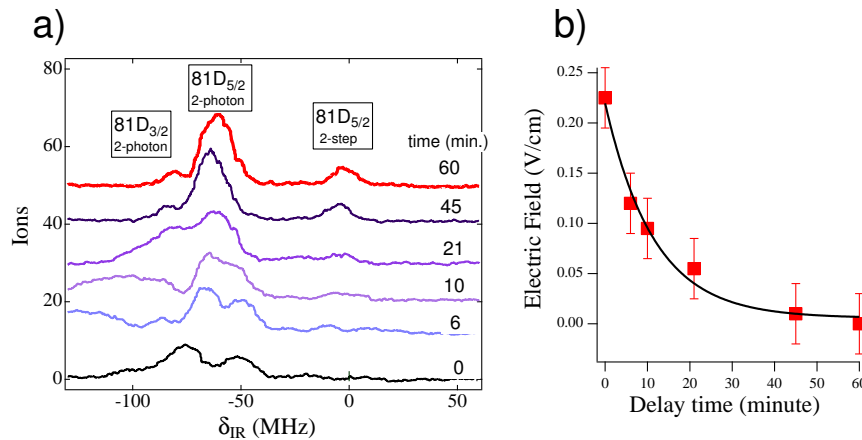 a)
80
60
40
20
0
Ions
-100
-50
0
50
δIR (MHz)
81D3/2
2-photon
81D5/2
2-photon
81D5/2
2-step
time (min.)
60
45
21
10
6
0
b)
0.25
0.20
0.15
0.10
0.05
0.00
Electric Field (V/cm)
0
10
20
30
40
50
60
Delay time (minute)